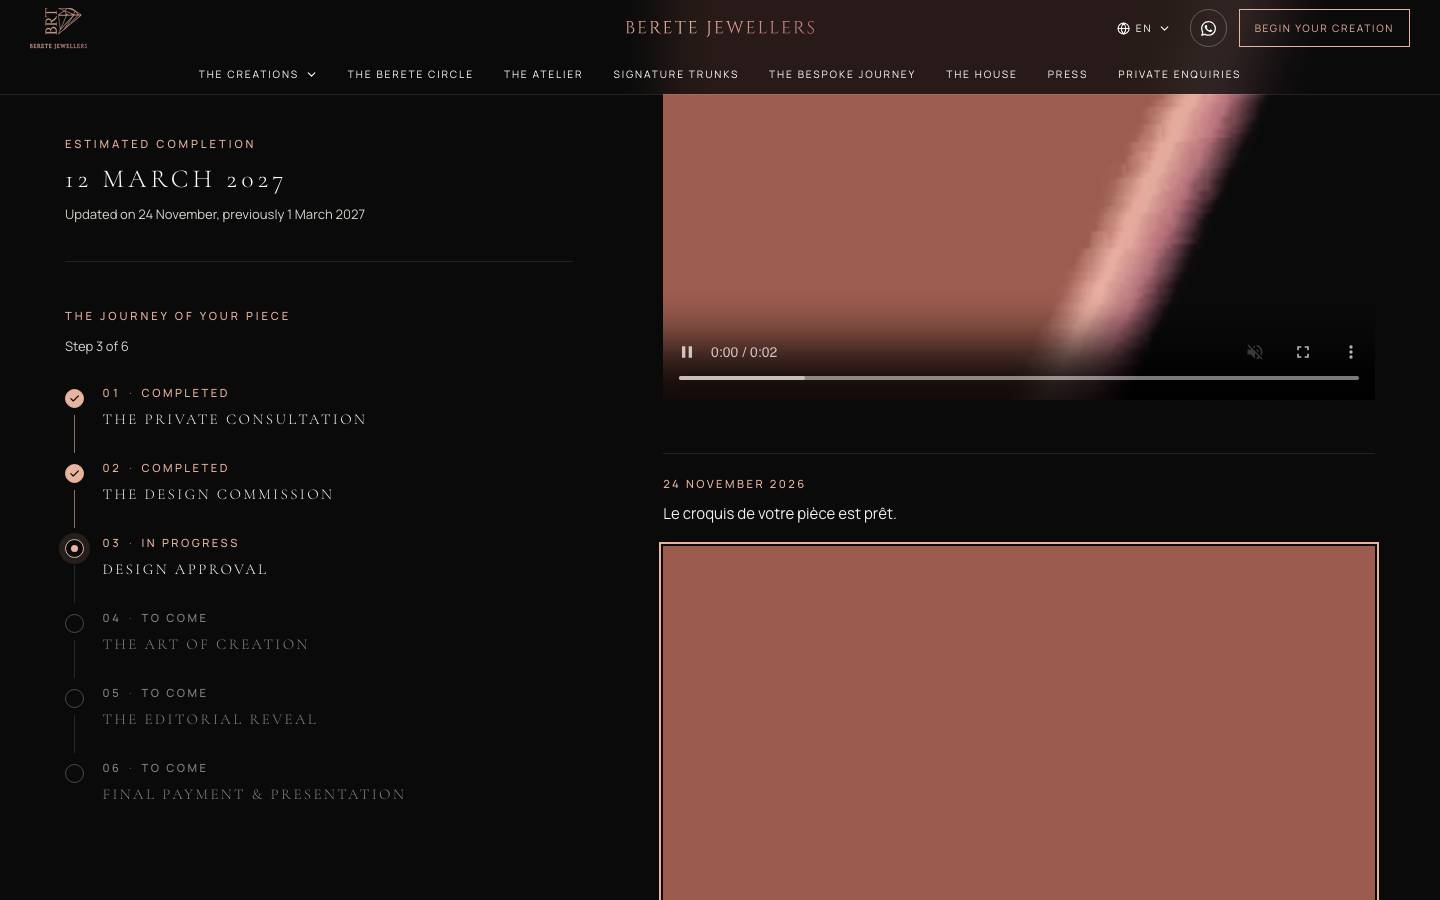 BRT
BERETE JEWELLERS
BERETE JEWELLERS
EN
BEGIN YOUR CREATION
THE CREATIONS
THE BERETE CIRCLE
THE ATELIER
SIGNATURE TRUNKS
THE BESPOKE JOURNEY
THE HOUSE
PRESS
PRIVATE ENQUIRIES
ESTIMATED COMPLETION
12 MARCH 2027
Updated on 24 November, previously 1 March 2027
THE JOURNEY OF YOUR PIECE
Step 3 of 6
01 · COMPLETED
THE PRIVATE CONSULTATION
02 · COMPLETED
THE DESIGN COMMISSION
03 · IN PROGRESS
DESIGN APPROVAL
04 · TO COME
THE ART OF CREATION
05 · TO COME
THE EDITORIAL REVEAL
06 · TO COME
FINAL PAYMENT & PRESENTATION
0:00 / 0:02
24 NOVEMBER 2026
Le croquis de votre pièce est prêt.